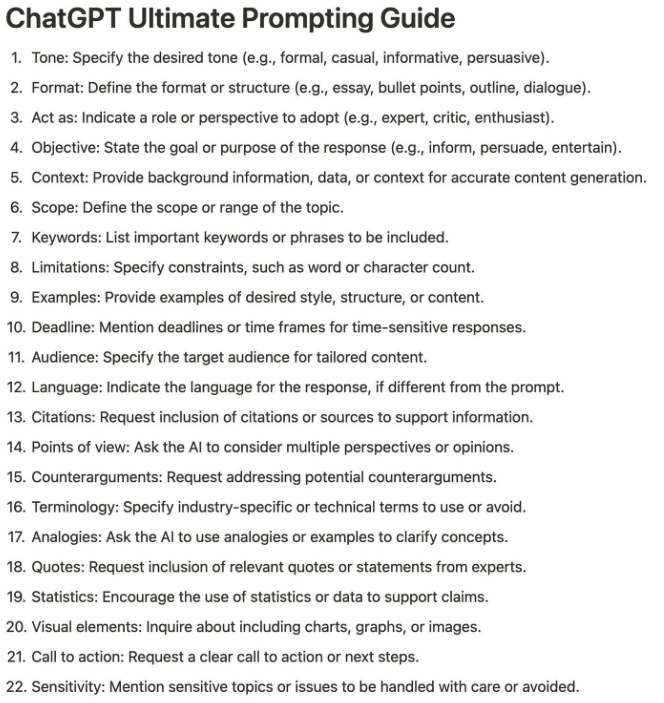 ChatGPT Ultimate Prompting Guide
1. Tone: Specify the desired tone (e.g., formal, casual, informative, persuasive).
2. Format: Define the format or structure (e.g., essay, bullet points, outline, dialogue).
3. Act as: Indicate a role or perspective to adopt (e.g., expert, critic, enthusiast).
4. Objective: State the goal or purpose of the response (e.g., inform, persuade, entertain).
5. Context: Provide background information, data, or context for accurate content generation.
6. Scope: Define the scope or range of the topic.
7. Keywords: List important keywords or phrases to be included.
8. Limitations: Specify constraints, such as word or character count.
9. Examples: Provide examples of desired style, structure, or content.
10. Deadline: Mention deadlines or time frames for time-sensitive responses.
11. Audience: Specify the target audience for tailored content.
12. Language: Indicate the language for the response, if different from the prompt.
13. Citations: Request inclusion of citations or sources to support information.
14. Points of view: Ask the AI to consider multiple perspectives or opinions.
15. Counterarguments: Request addressing potential counterarguments.
16. Terminology: Specify industry-specific or technical terms to use or avoid.
17. Analogies: Ask the AI to use analogies or examples to clarify concepts.
18. Quotes: Request inclusion of relevant quotes or statements from experts.
19. Statistics: Encourage the use of statistics or data to support claims.
20. Visual elements: Inquire about including charts, graphs, or images.
21. Call to action: Request a clear call to action or next steps.
22. Sensitivity: Mention sensitive topics or issues to be handled with care or avoided.